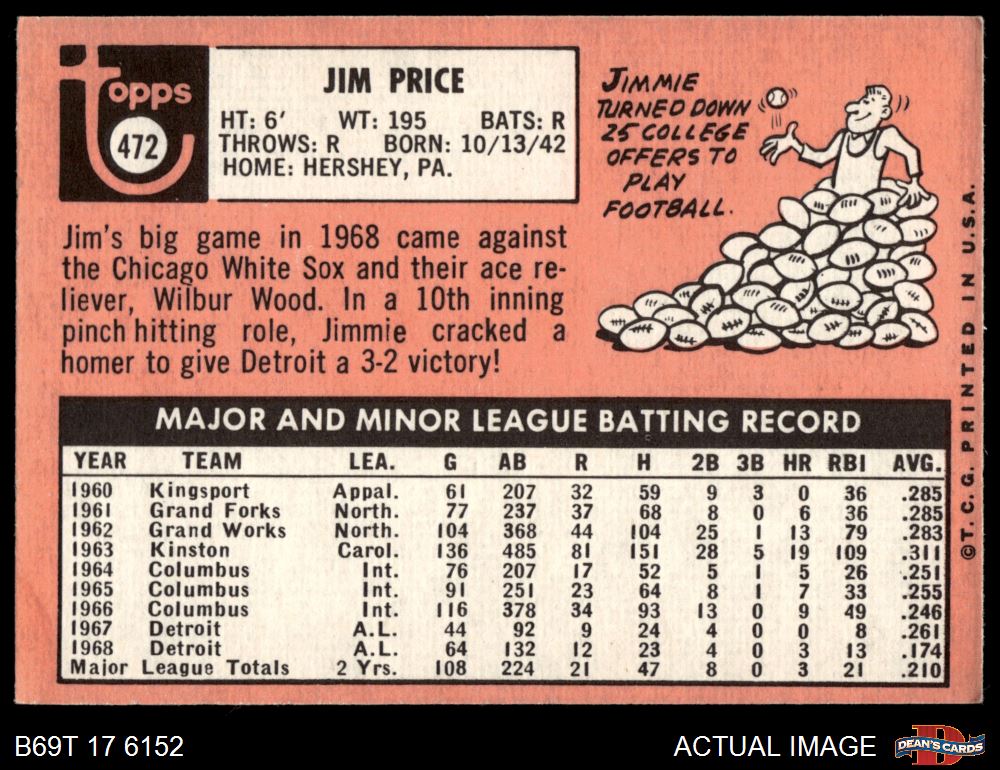 Topps
472
JIM PRICE
HT: 6' WT: 195 BATS: R
THROWS: R BORN: 10/13/42
HOME: HERSHEY, PA.
JIMMIE
TURNED DOWN
25 COLLEGE
OFFERS TO
PLAY
FOOTBALL.
Jim's big game in 1968 came against
the Chicago White Sox and their ace re-
liever, Wilbur Wood. In a 10th inning
pinch hitting role, Jimmie cracked a
homer to give Detroit a 3-2 victory!
©T.C.G. PRINTED IN U.S.A.
MAJOR AND MINOR LEAGUE BATTING RECORD
YEAR TEAM LEA. G AB R H 2B 3B HR RBI AVG.
1960 Kingsport Appal. 61 207 32 59 9 3 0 36 .285
1961 Grand Forks North. 77 237 37 68 8 0 6 36 .285
1962 Grand Works North. 104 368 44 104 25 1 13 79 .283
1963 Kinston Carol. 136 485 81 151 28 5 19 109 .311
1964 Columbus Int. 76 207 17 52 5 1 5 26 .251
1965 Columbus Int. 91 251 23 64 8 1 7 33 .255
1966 Columbus Int. 116 378 34 93 13 0 9 49 .246
1967 Detroit A.L. 44 92 9 24 4 0 0 8 .261
1968 Detroit A.L. 64 132 12 23 4 0 3 13 .174
Major League Totals 2 Yrs. 108 224 21 47 8 0 3 21 .210
B69T 17 6152
ACTUAL IMAGE
D
DEAN'S CARDS